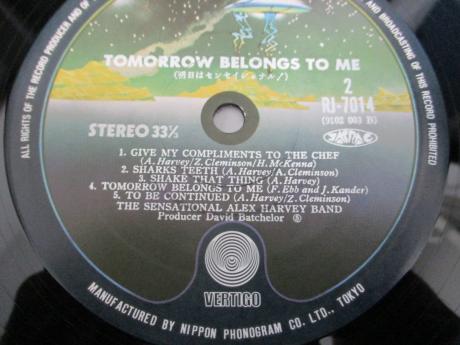 TOMORROW BELONGS TO ME
(明日はセンセイショナル！)
2
RJ-7014
(9102 003 B)
STEREO 33⅓
1. GIVE MY COMPLIMENTS TO THE CHEF
(A. Harvey/Z. Cleminson/H. McKenna)
2. SHARKS TEETH (A. Harvey/A. Cleminson)
3. SHAKE THAT THING (A. Harvey)
4. TOMORROW BELONGS TO ME (F. Ebb and J. Kander)
5. TO BE CONTINUED (A. Harvey/Z. Cleminson)
THE SENSATIONAL ALEX HARVEY BAND
Producer David Batchelor Ⓢ
VERTIGO
MANUFACTURED BY NIPPON PHONOGRAM CO. LTD., TOKYO
ALL RIGHTS OF THE RECORD PRODUCER AND OF
AND BROADCASTING OF THIS RECORD PROHIBITED